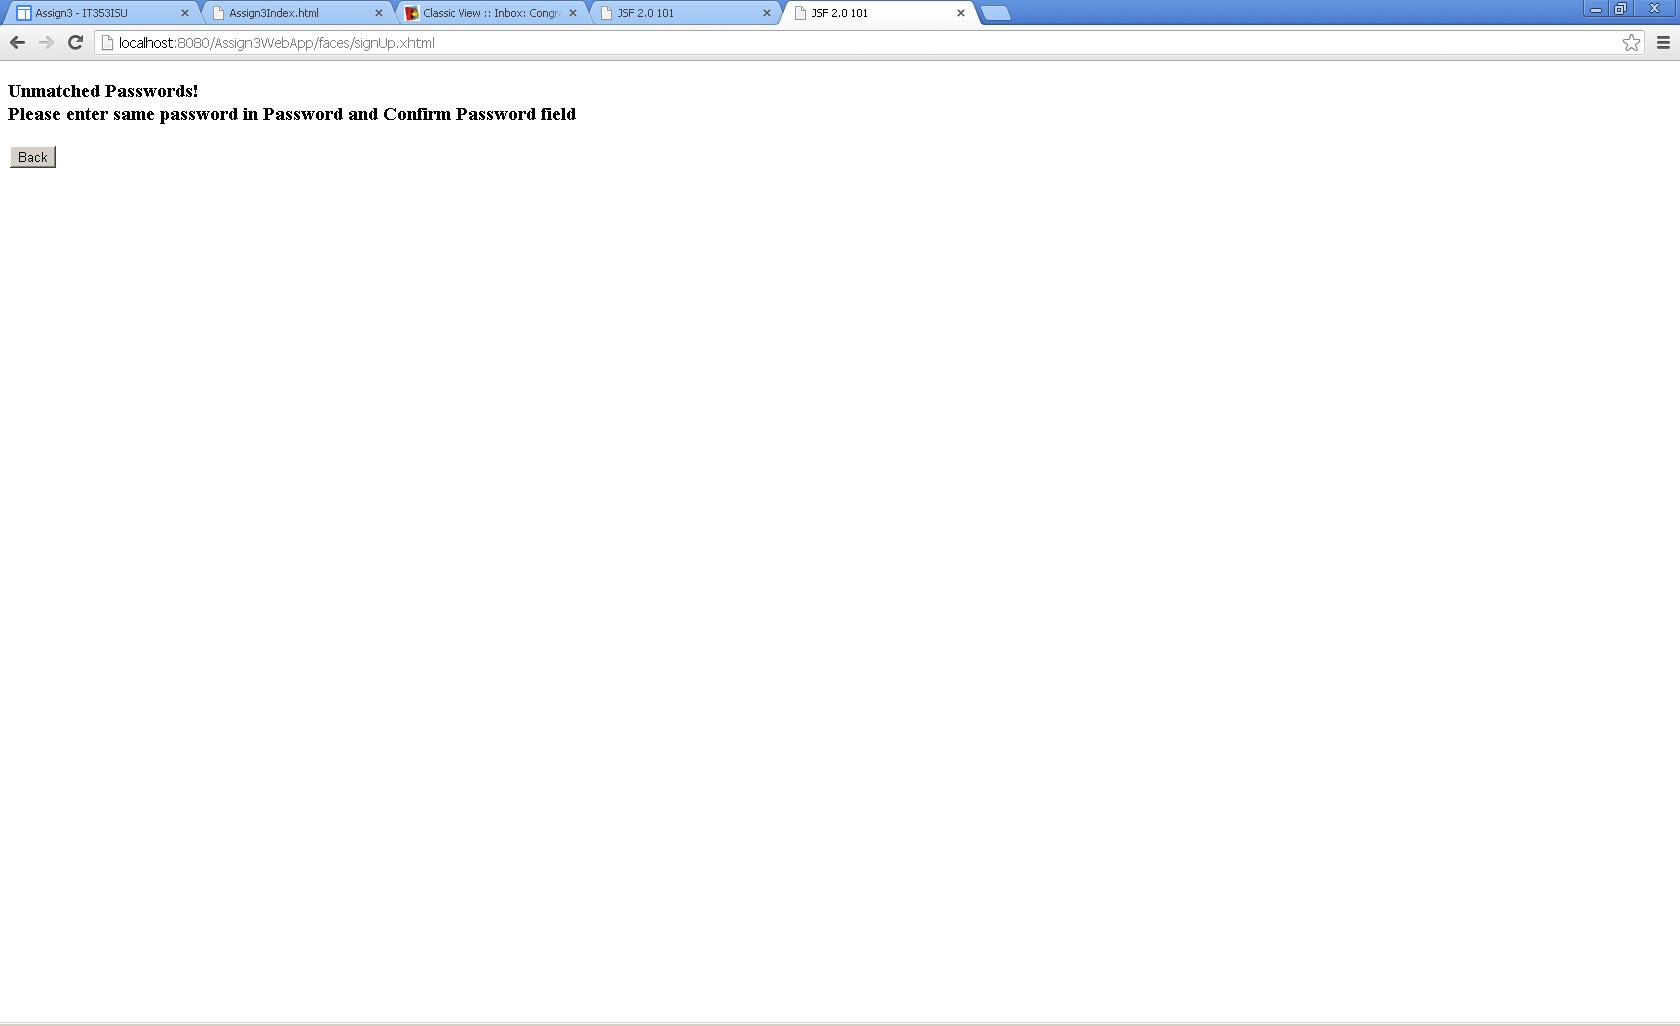 Assign3 - IT353ISU
Assign3Index.html
Classic View :: Inbox: Congr
JSF 2.0 101
JSF 2.0 101
localhost:8080/Assign3WebApp/faces/signUp.xhtml
Unmatched Passwords!
Please enter same password in Password and Confirm Password field
Back